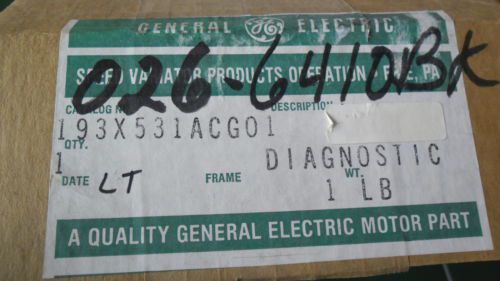 GENERAL GE ELECTRIC
SPEED VARIATOR PRODUCTS OPERATION, ERIE, PA
026-6410BK
CATALOG NO. DESCRIPTION
193X531ACG01
QTY.
1 DIAGNOSTIC
DATE LT FRAME WT.
1 LB
A QUALITY GENERAL ELECTRIC MOTOR PART